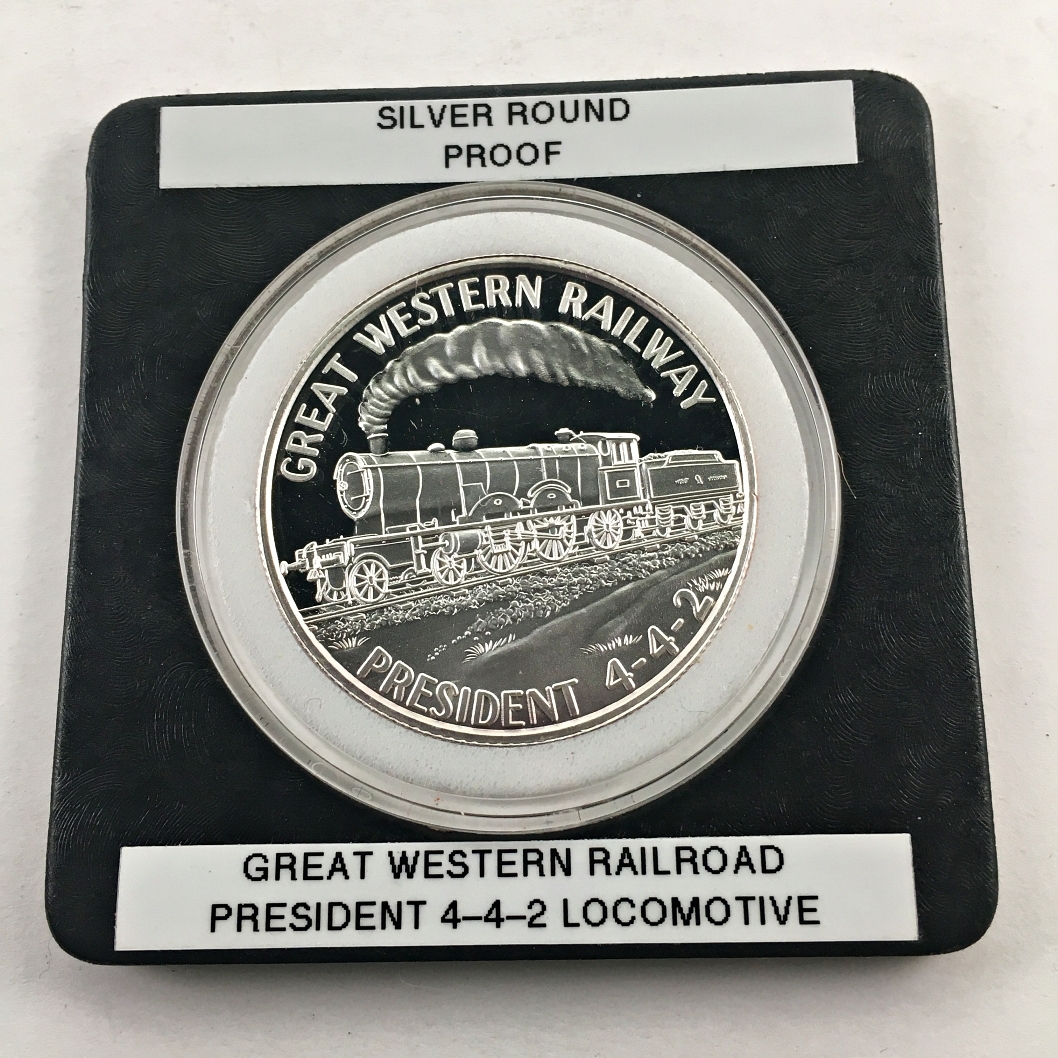 SILVER ROUND
PROOF
GREAT WESTERN RAILWAY
PRESIDENT 4-4-2
GREAT WESTERN RAILROAD
PRESIDENT 4–4–2 LOCOMOTIVE